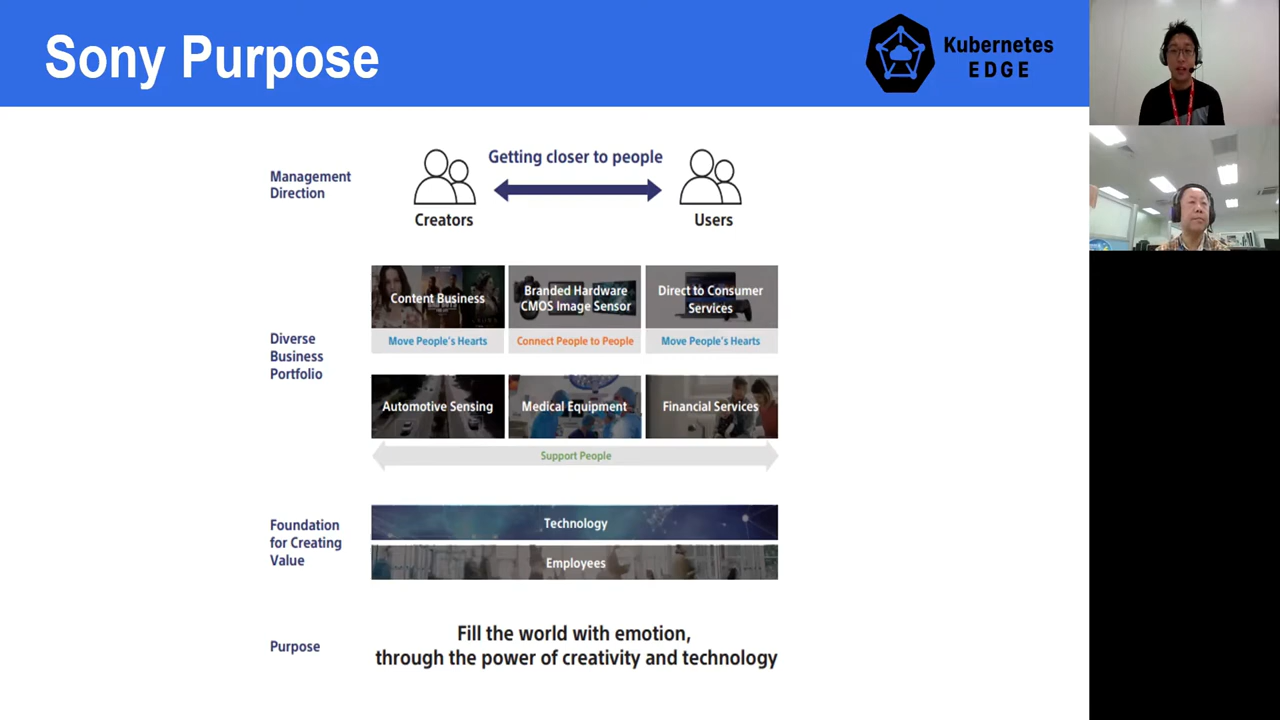 Sony Purpose
Kubernetes
EDGE
Management
Direction
Getting closer to people
Creators
Users
Diverse
Business
Portfolio
Content Business
Branded Hardware
CMOS Image Sensor
Direct to Consumer
Services
Move People's Hearts
Connect People to People
Move People's Hearts
Automotive Sensing
Medical Equipment
Financial Services
Support People
Foundation
for Creating
Value
Technology
Employees
Purpose
Fill the world with emotion,
through the power of creativity and technology